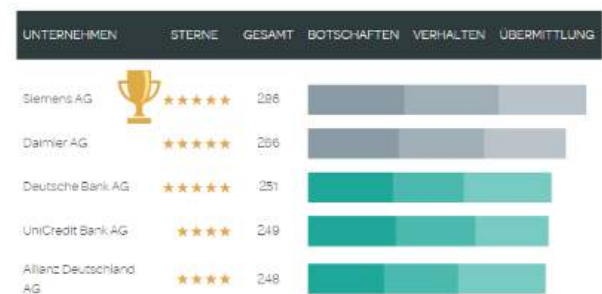 UNTERNEHMEN STERNE GESAMT BOTSCHAFTEN VERHALTEN ÜBERMITTLUNG
Siemens AG ★★★★★ 286
Daimler AG ★★★★★ 266
Deutsche Bank AG ★★★★★ 251
UniCredit Bank AG ★★★★ 249
Allianz Deutschland
AG ★★★★ 248